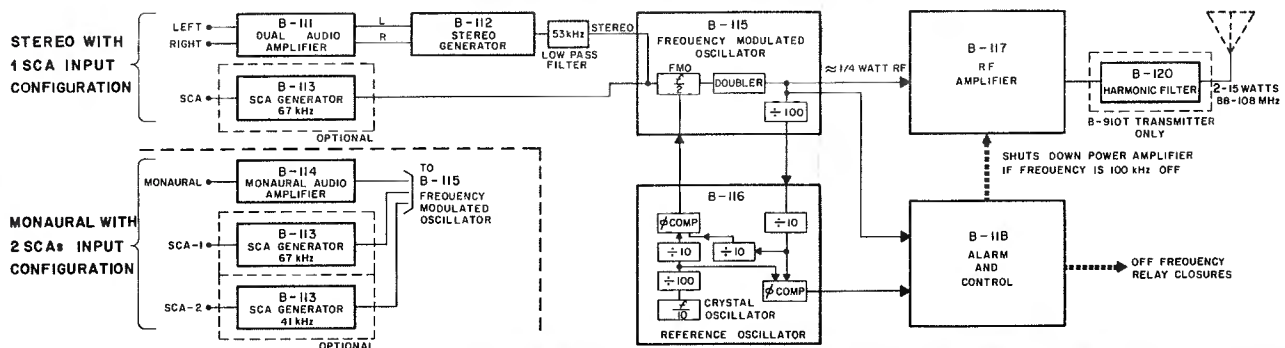 STEREO WITH
1 SCA INPUT
CONFIGURATION
LEFT
RIGHT
B-111
DUAL AUDIO
AMPLIFIER
L
R
B-112
STEREO
GENERATOR
53kHz
LOW PASS
FILTER
STEREO
SCA
B-113
SCA GENERATOR
67 kHz
OPTIONAL
B-115
FREQUENCY MODULATED
OSCILLATOR
FMO
f/2
DOUBLER
÷100
≈1/4 WATT RF
B-117
RF
AMPLIFIER
B-120
HARMONIC FILTER
B-910T TRANSMITTER
ONLY
2-15 WATTS
88-108 MHz
SHUTS DOWN POWER AMPLIFIER
IF FREQUENCY IS 100 kHz OFF
MONAURAL WITH
2 SCAs INPUT
CONFIGURATION
MONAURAL
B-114
MONAURAL AUDIO
AMPLIFIER
TO
B-115
FREQUENCY
MODULATED
OSCILLATOR
SCA-1
B-113
SCA GENERATOR
67 kHz
SCA-2
B-113
SCA GENERATOR
41 kHz
OPTIONAL
B-116
øCOMP
÷10
÷10
÷10
÷100
øCOMP
f/10
CRYSTAL
OSCILLATOR
REFERENCE OSCILLATOR
B-118
ALARM
AND
CONTROL
OFF FREQUENCY
RELAY CLOSURES